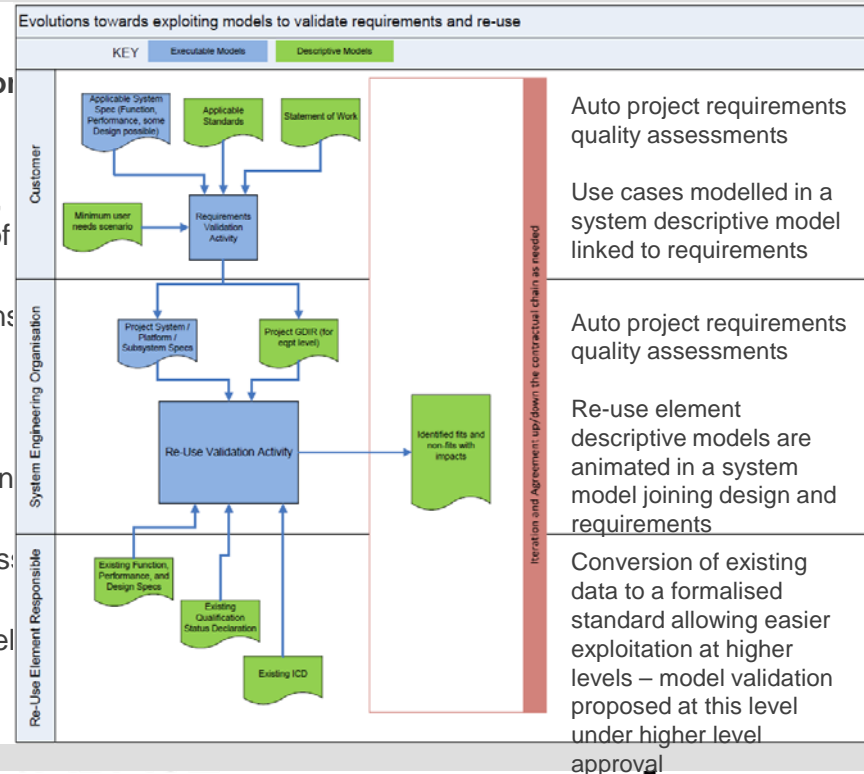 Evolutions towards exploiting models to validate requirements and re-use
KEY
Executable Models
Descriptive Models
Customer
Applicable System
Spec (Function,
Performance, some
Design possible)
Applicable
Standards
Statement of Work
Minimum user
needs scenario
Requirements
Validation
Activity
Auto project requirements
quality assessments
Use cases modelled in a
system descriptive model
linked to requirements
System Engineering Organisation
Project System /
Platform /
Subsystem Specs
Project GDIR (for
eqpt level)
Re-Use Validation Activity
Identified fits and
non-fits with
impacts
Iteration and Agreement up/down the contractual chain as needed
Auto project requirements
quality assessments
Re-use element
descriptive models are
animated in a system
model joining design and
requirements
Re-Use Element Responsible
Existing Function,
Performance, and
Design Specs
Existing
Qualification
Status Declaration
Existing ICD
Conversion of existing
data to a formalised
standard allowing easier
exploitation at higher
levels – model validation
proposed at this level
under higher level
approval